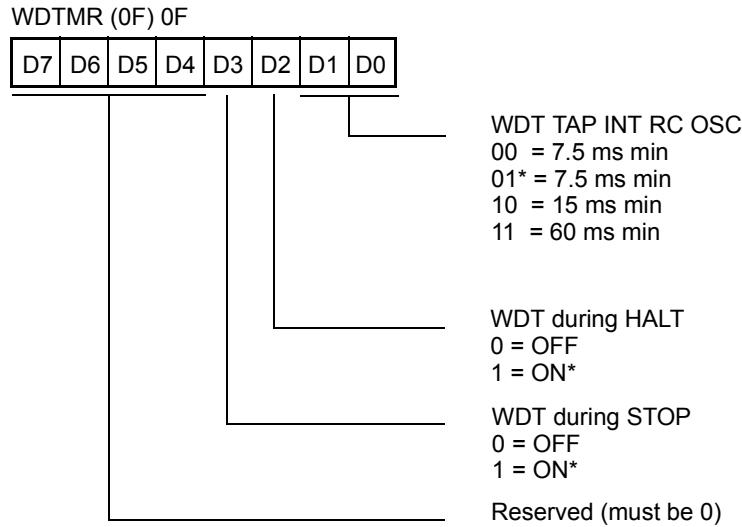 WDTMR (0F) 0F
D7 D6 D5 D4 D3 D2 D1 D0
WDT TAP INT RC OSC
00 = 7.5 ms min
01* = 7.5 ms min
10 = 15 ms min
11 = 60 ms min
WDT during HALT
0 = OFF
1 = ON*
WDT during STOP
0 = OFF
1 = ON*
Reserved (must be 0)